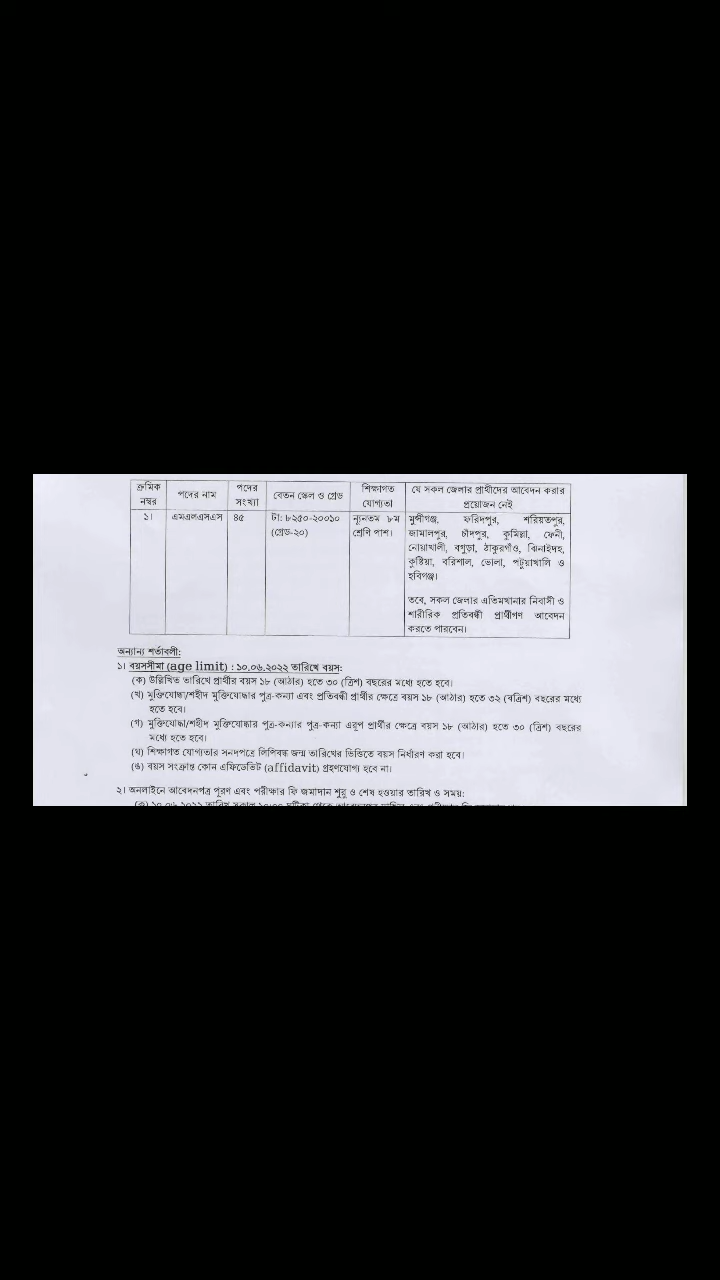 ক্রমিক নম্বর
পদের নাম
পদের সংখ্যা
বেতন স্কেল ও গ্রেড
শিক্ষাগত যোগ্যতা
যে সকল জেলার প্রার্থীদের আবেদন করার প্রয়োজন নেই
১।
এমএলএসএস
৪৫
টা: ৮২৫০-২০০১০
(গ্রেড-২০)
ন্যূনতম ৮ম
শ্রেণি পাশ।
মুন্সীগঞ্জ, ফরিদপুর, শরিয়তপুর,
জামালপুর, চাঁদপুর, কুমিল্লা, ফেনী,
নোয়াখালী, বগুড়া, ঠাকুরগাঁও, ঝিনাইদহ,
কুষ্টিয়া, বরিশাল, ভোলা, পটুয়াখালি ও
হবিগঞ্জ।
তবে, সকল জেলার এতিমখানার নিবাসী ও
শারীরিক প্রতিবন্ধী প্রার্থীগণ আবেদন
করতে পারবেন।
অন্যান্য শর্তাবলী:
১। বয়সসীমা (age limit) : ১০.০৬.২০২২ তারিখে বয়স:
(ক) উল্লিখিত তারিখে প্রার্থীর বয়স ১৮ (আঠার) হতে ৩০ (ত্রিশ) বছরের মধ্যে হতে হবে।
(খ) মুক্তিযোদ্ধা/শহীদ মুক্তিযোদ্ধার পুত্র-কন্যা এবং প্রতিবন্ধী প্রার্থীর ক্ষেত্রে বয়স ১৮ (আঠার) হতে ৩২ (বত্রিশ) বছরের মধ্যে
হতে হবে।
(গ) মুক্তিযোদ্ধা/শহীদ মুক্তিযোদ্ধার পুত্র-কন্যার পুত্র-কন্যা এরূপ প্রার্থীর ক্ষেত্রে বয়স ১৮ (আঠার) হতে ৩০ (ত্রিশ) বছরের
মধ্যে হতে হবে।
(ঘ) শিক্ষাগত যোগ্যতার সনদপত্রে লিপিবদ্ধ জন্ম তারিখের ভিত্তিতে বয়স নির্ধারণ করা হবে।
(ঙ) বয়স সংক্রান্ত কোন এফিডেভিট (affidavit) গ্রহণযোগ্য হবে না।
২। অনলাইনে আবেদনপত্র পূরণ এবং পরীক্ষার ফি জমাদান শুরু ও শেষ হওয়ার তারিখ ও সময়: